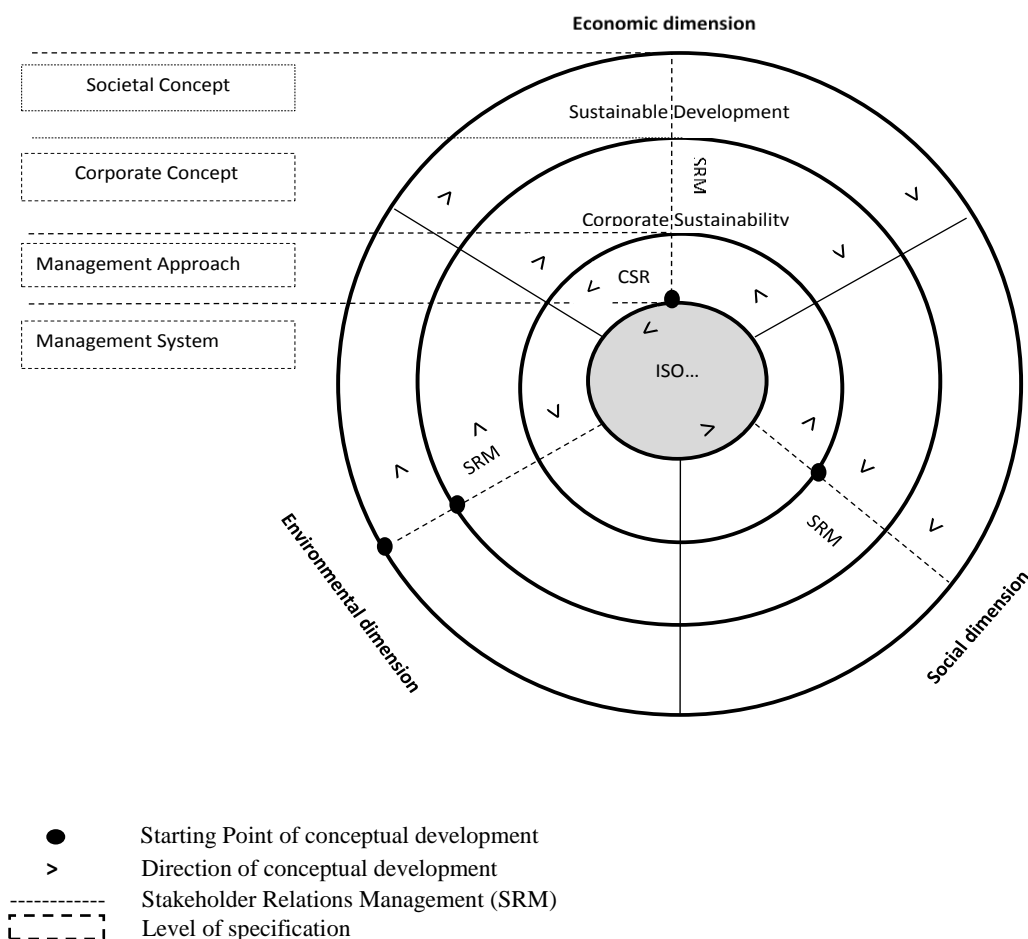 Economic dimension
Societal Concept
Sustainable Development
Corporate Concept
SRM
Corporate Sustainability
Management Approach
CSR
Management System
ISO...
SRM
SRM
Environmental dimension
Social dimension
Starting Point of conceptual development
> Direction of conceptual development
Stakeholder Relations Management (SRM)
Level of specification